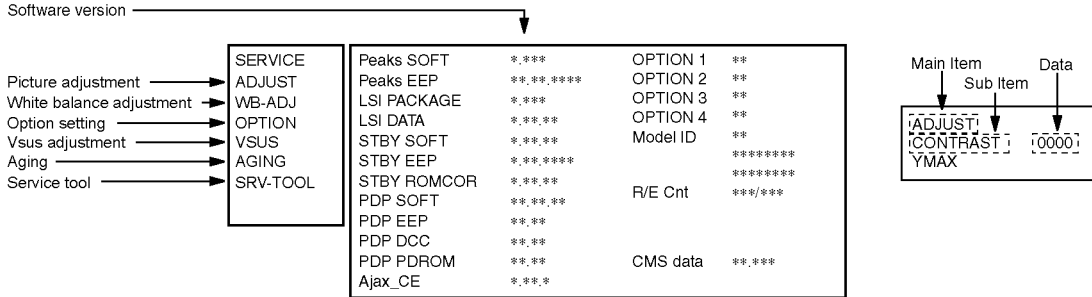 Software version
Picture adjustment
White balance adjustment
Option setting
Vsus adjustment
Aging
Service tool
SERVICE
ADJUST
WB-ADJ
OPTION
VSUS
AGING
SRV-TOOL
Peaks SOFT *.***
Peaks EEP **.**.****
LSI PACKAGE *.***
LSI DATA *.**.**
STBY SOFT *.**.**
STBY EEP **.**.****
STBY ROMCOR *.**.**
PDP SOFT **.**.**
PDP EEP **.**
PDP DCC **.**
PDP PDROM **.**
Ajax_CE *.**.*
OPTION 1 **
OPTION 2 **
OPTION 3 **
OPTION 4 **
Model ID **
********
********
R/E Cnt ***/***
CMS data **.***
Main Item
Sub Item
Data
ADJUST
CONTRAST 0000
YMAX